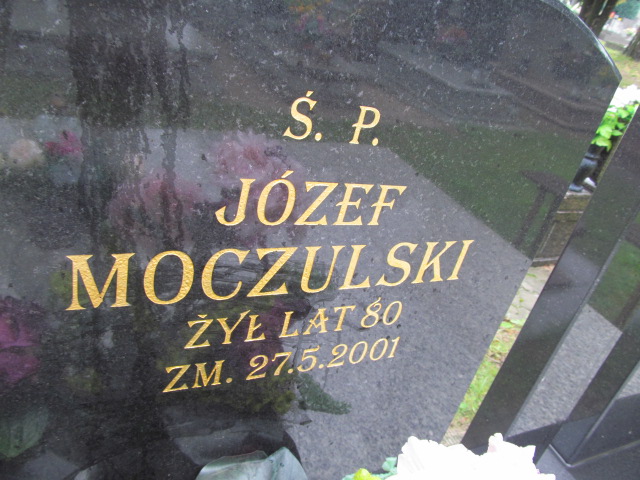 Ś. P.
JÓZEF
MOCZULSKI
ŻYŁ LAT 80
ZM. 27.5.2001